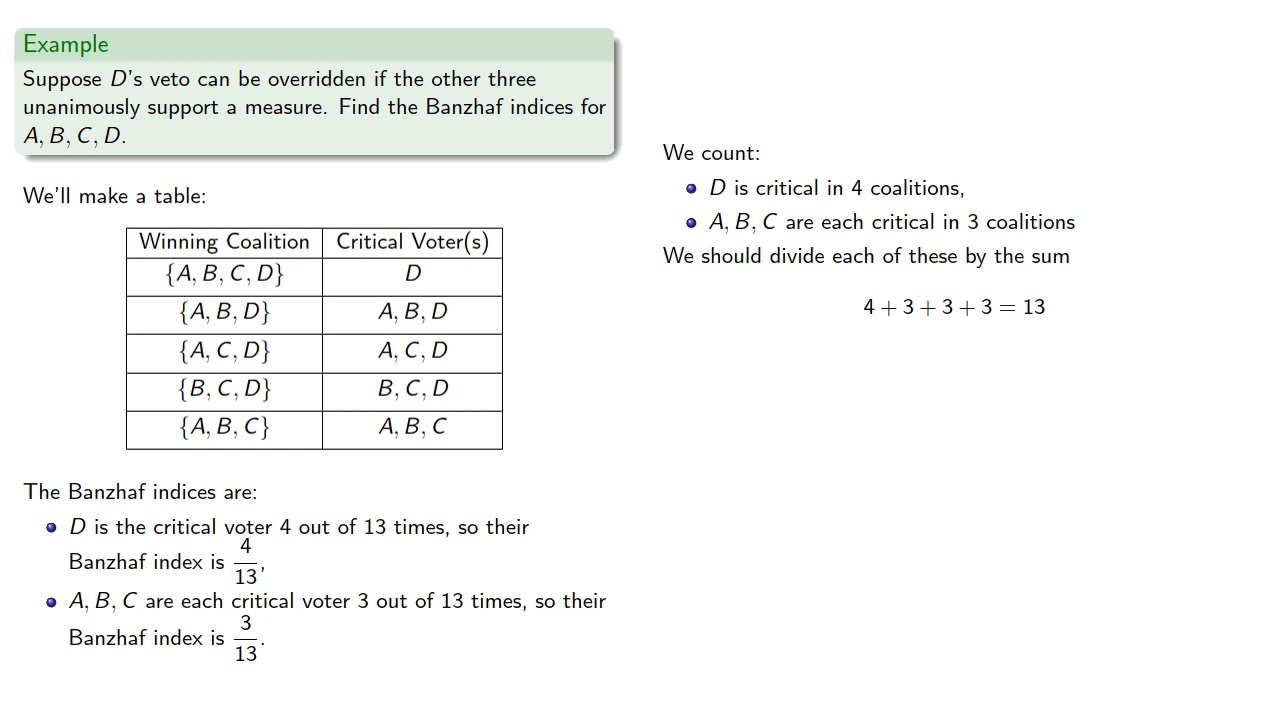 Example
Suppose D's veto can be overridden if the other three
unanimously support a measure. Find the Banzhaf indices for
A, B, C, D.
We'll make a table:
Winning Coalition Critical Voter(s)
{A, B, C, D} D
{A, B, D} A, B, D
{A, C, D} A, C, D
{B, C, D} B, C, D
{A, B, C} A, B, C
The Banzhaf indices are:
D is the critical voter 4 out of 13 times, so their
Banzhaf index is 4/13,
A, B, C are each critical voter 3 out of 13 times, so their
Banzhaf index is 3/13.
We count:
D is critical in 4 coalitions,
A, B, C are each critical in 3 coalitions
We should divide each of these by the sum
4 + 3 + 3 + 3 = 13